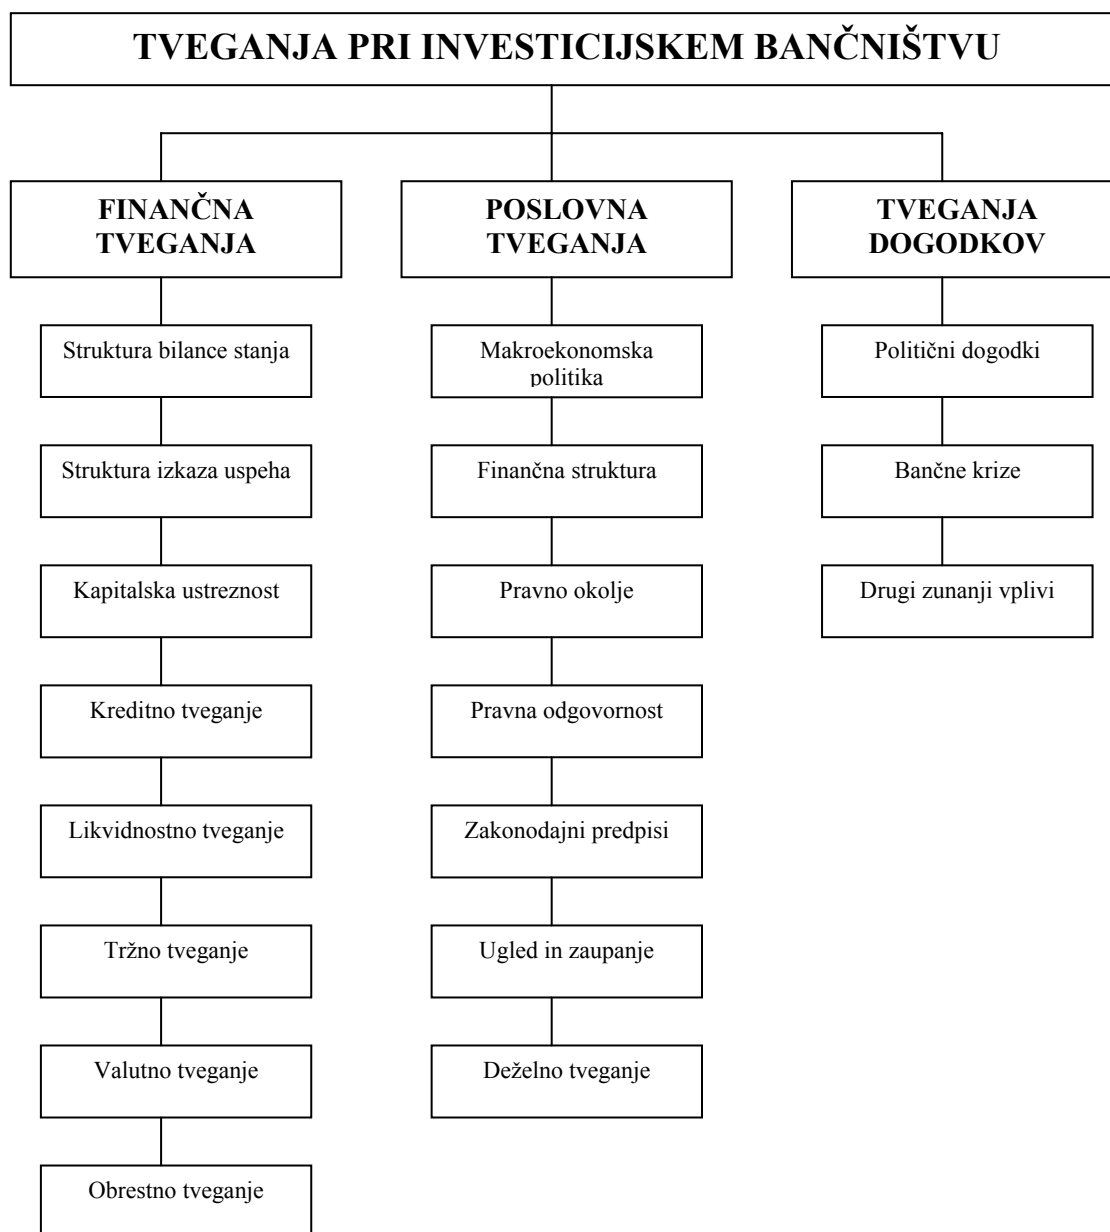 TVEGANJA PRI INVESTICIJSKEM BANČNIŠTVU
FINANČNA
TVEGANJA
Struktura bilance stanja
Struktura izkaza uspeha
Kapitalska ustreznost
Kreditno tveganje
Likvidnostno tveganje
Tržno tveganje
Valutno tveganje
Obrestno tveganje
POSLOVNA
TVEGANJA
Makroekonomska
politika
Finančna struktura
Pravno okolje
Pravna odgovornost
Zakonodajni predpisi
Ugled in zaupanje
Deželno tveganje
TVEGANJA
DOGODKOV
Politični dogodki
Bančne krize
Drugi zunanji vplivi